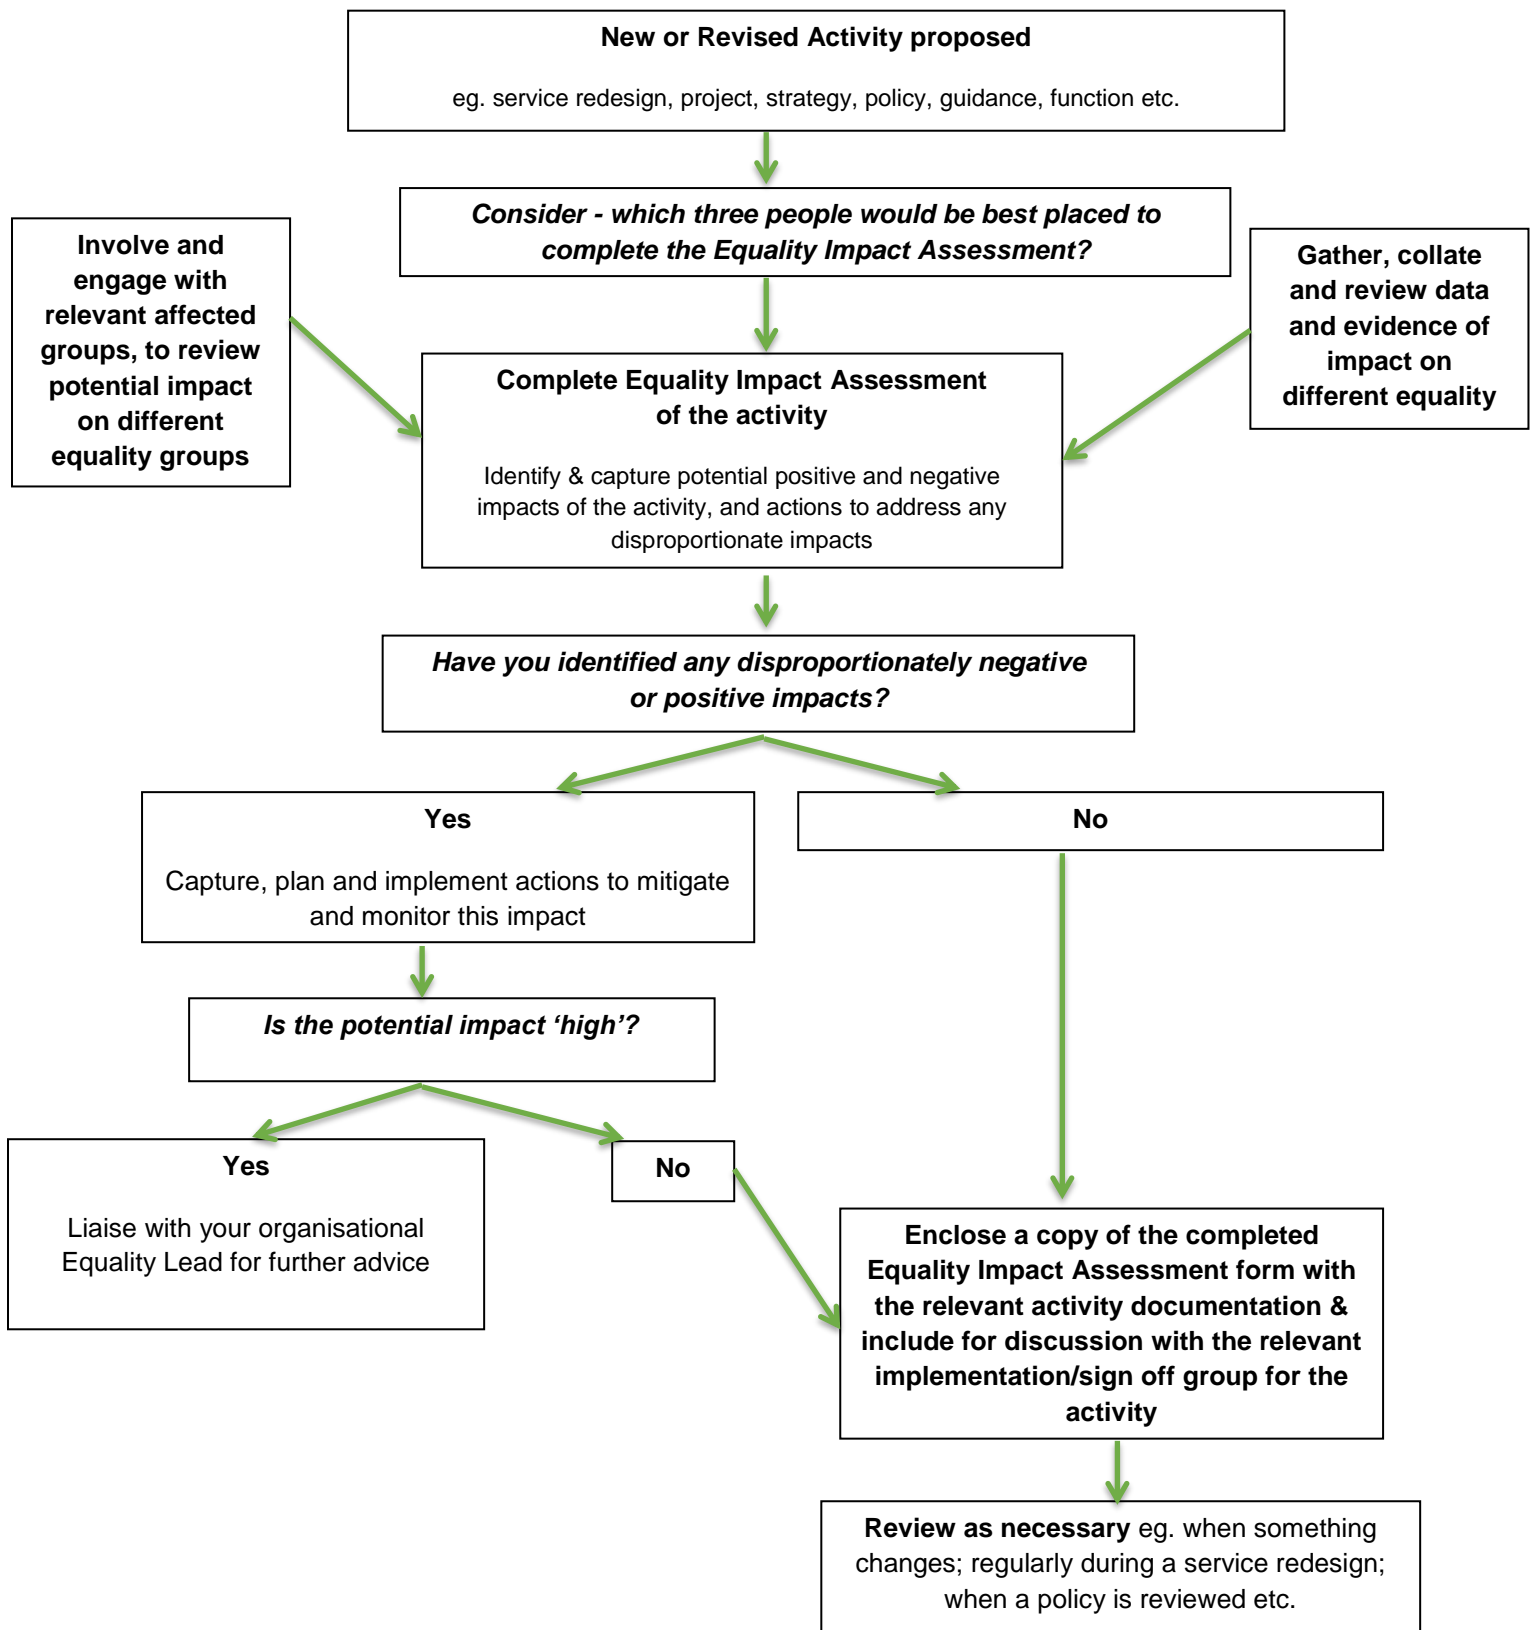 New or Revised Activity proposed
eg. service redesign, project, strategy, policy, guidance, function etc.
Consider - which three people would be best placed to
complete the Equality Impact Assessment?
Involve and
engage with
relevant affected
groups, to review
potential impact
on different
equality groups
Gather, collate
and review data
and evidence of
impact on
different equality
Complete Equality Impact Assessment
of the activity
Identify & capture potential positive and negative
impacts of the activity, and actions to address any
disproportionate impacts
Have you identified any disproportionately negative
or positive impacts?
Yes
Capture, plan and implement actions to mitigate
and monitor this impact
No
Is the potential impact ‘high’?
Yes
Liaise with your organisational
Equality Lead for further advice
No
Enclose a copy of the completed
Equality Impact Assessment form with
the relevant activity documentation &
include for discussion with the relevant
implementation/sign off group for the
activity
Review as necessary eg. when something
changes; regularly during a service redesign;
when a policy is reviewed etc.